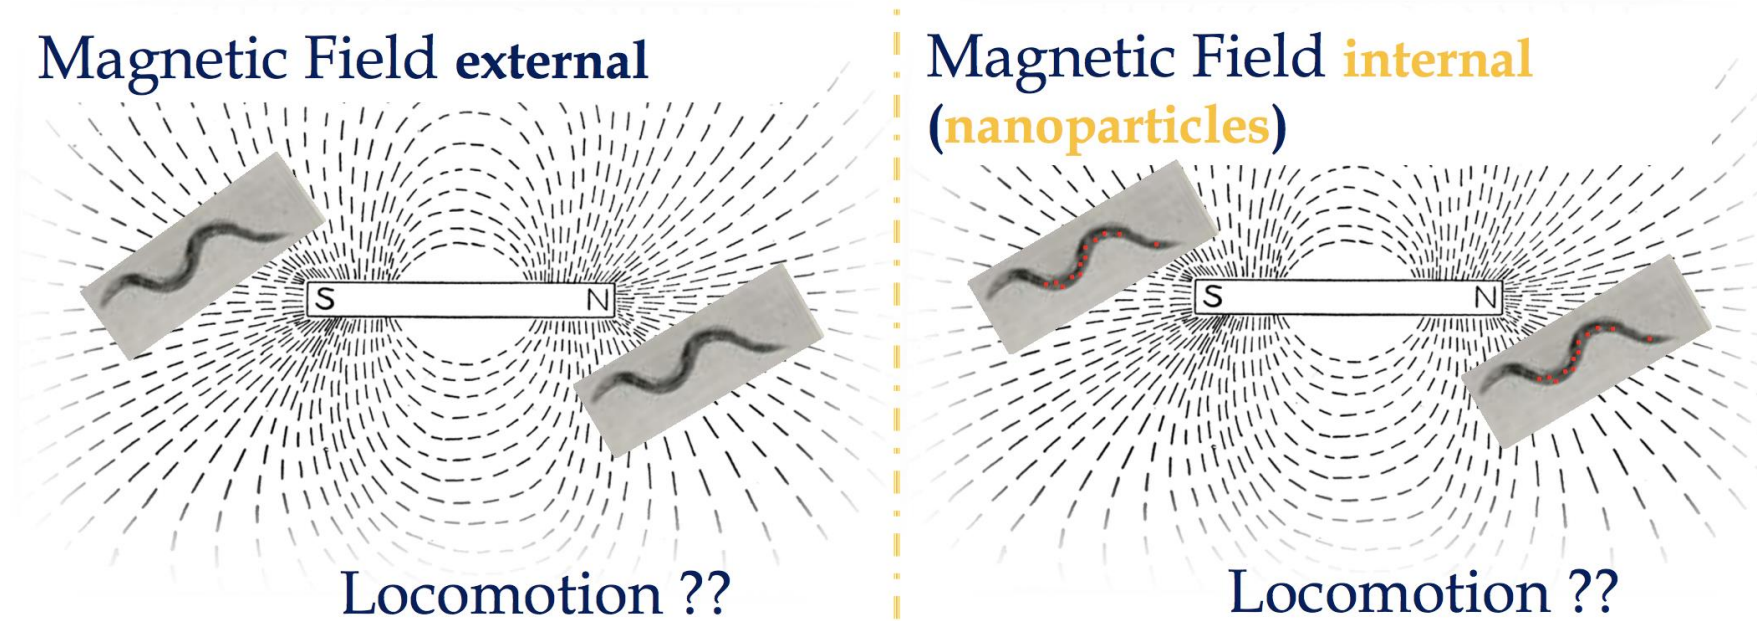 Magnetic Field external
S N
Locomotion ??
Magnetic Field internal
(nanoparticles)
S N
Locomotion ??